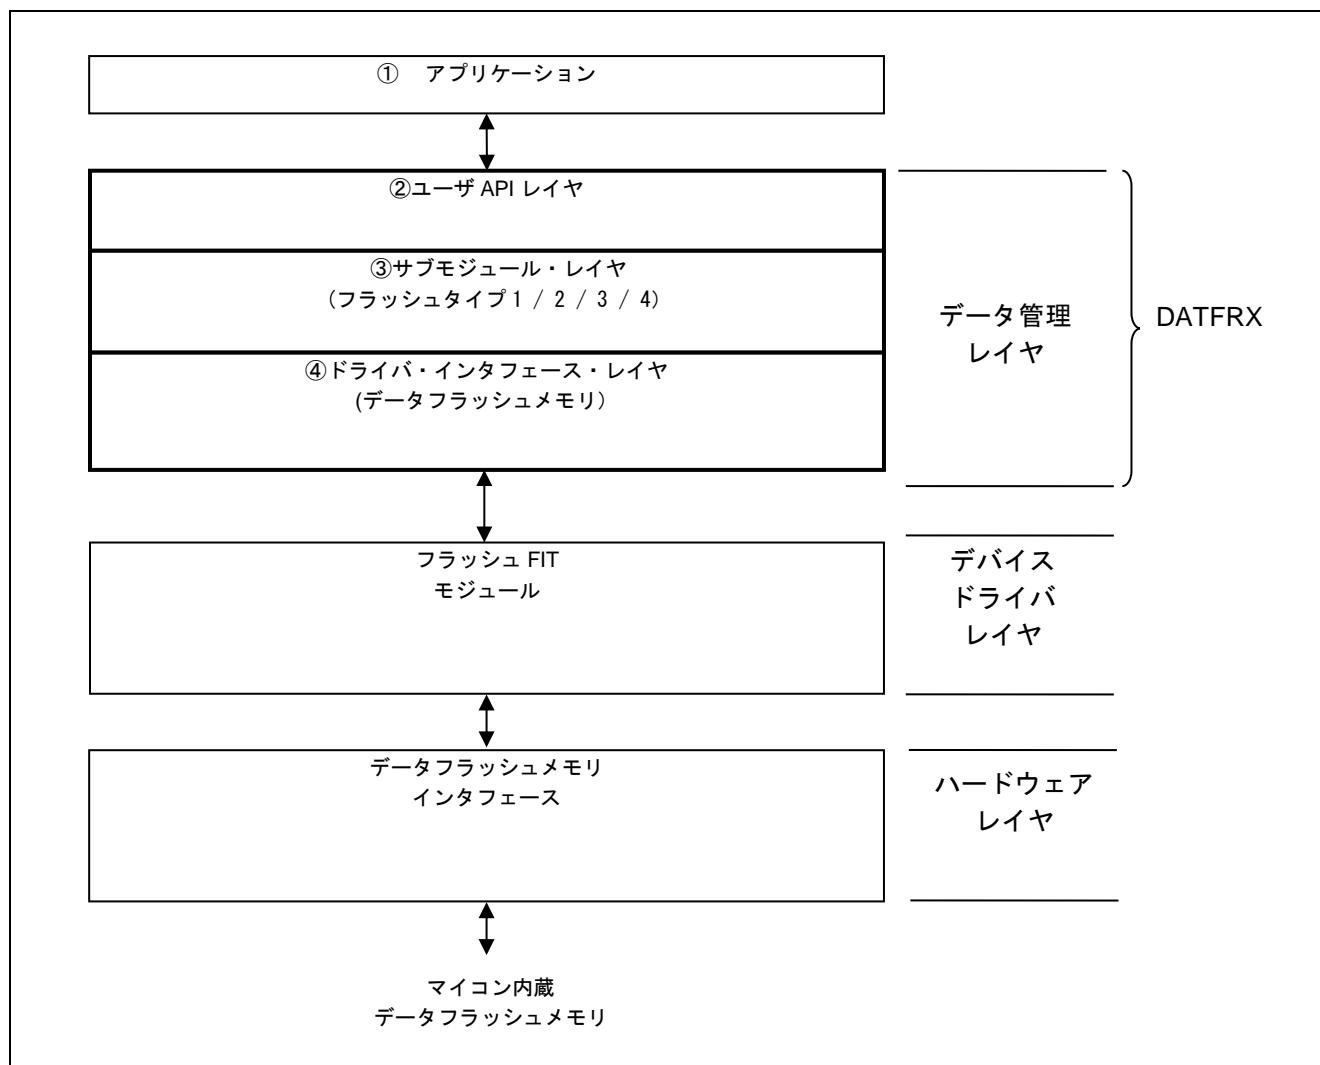 ① アプリケーション
②ユーザ API レイヤ
③サブモジュール・レイヤ
(フラッシュタイプ 1 / 2 / 3 / 4)
④ドライバ・インタフェース・レイヤ
(データフラッシュメモリ)
データ管理
レイヤ
DATFRX
フラッシュ FIT
モジュール
デバイス
ドライバ
レイヤ
データフラッシュメモリ
インタフェース
ハードウェア
レイヤ
マイコン内蔵
データフラッシュメモリ